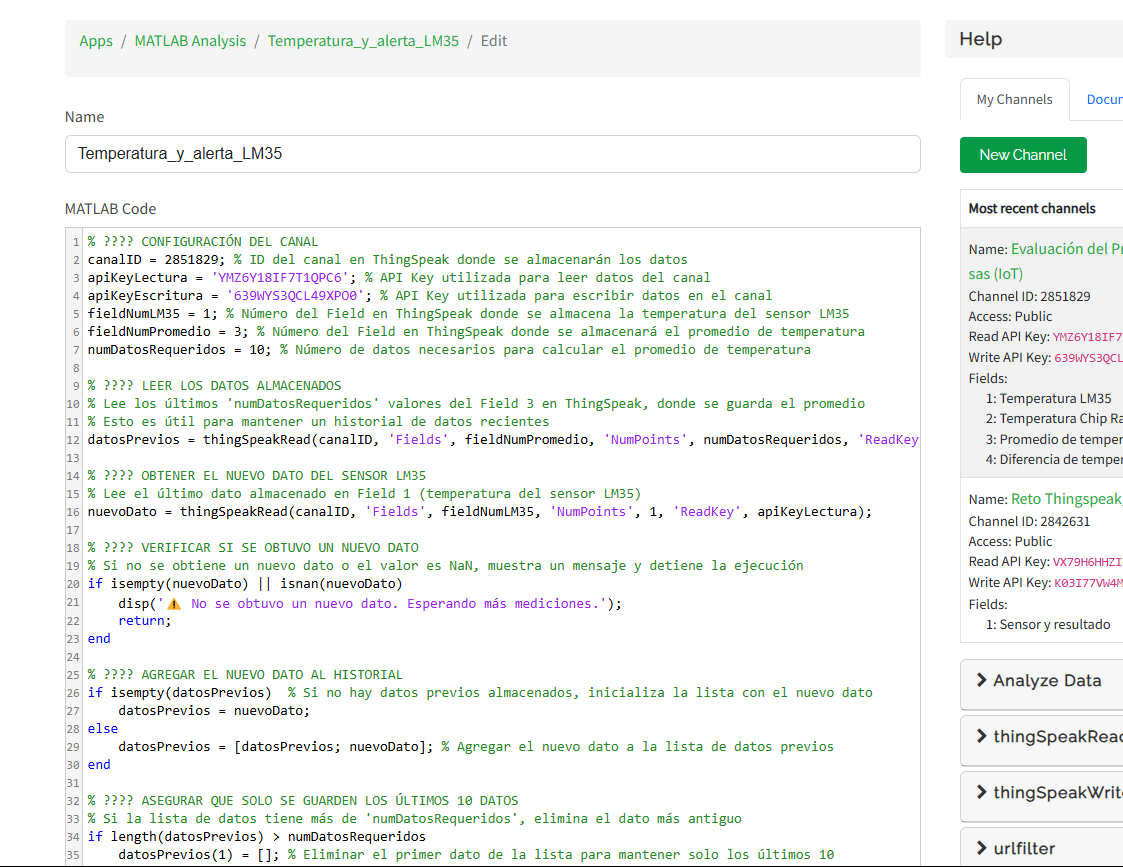 Apps / MATLAB Analysis / Temperatura_y_alerta_LM35 / Edit
Name
Temperatura_y_alerta_LM35
MATLAB Code
1 % ???? CONFIGURACIÓN DEL CANAL
2 canalID = 2851829; % ID del canal en ThingSpeak donde se almacenarán los datos
3 apiKeyLectura = 'YMZ6Y18IF7T1QPC6'; % API Key utilizada para leer datos del canal
4 apiKeyEscritura = '639WYS3QCL49XPO0'; % API Key utilizada para escribir datos en el canal
5 fieldNumLM35 = 1; % Número del Field en ThingSpeak donde se almacena la temperatura del sensor LM35
6 fieldNumPromedio = 3; % Número del Field en ThingSpeak donde se almacenará el promedio de temperatura
7 numDatosRequeridos = 10; % Número de datos necesarios para calcular el promedio de temperatura
8
9 % ???? LEER LOS DATOS ALMACENADOS
10 % Lee los últimos 'numDatosRequeridos' valores del Field 3 en ThingSpeak, donde se guarda el promedio
11 % Esto es útil para mantener un historial de datos recientes
12 datosPrevios = thingSpeakRead(canalID, 'Fields', fieldNumPromedio, 'NumPoints', numDatosRequeridos, 'ReadKey
13
14 % ???? OBTENER EL NUEVO DATO DEL SENSOR LM35
15 % Lee el último dato almacenado en Field 1 (temperatura del sensor LM35)
16 nuevoDato = thingSpeakRead(canalID, 'Fields', fieldNumLM35, 'NumPoints', 1, 'ReadKey', apiKeyLectura);
17
18 % ???? VERIFICAR SI SE OBTUVO UN NUEVO DATO
19 % Si no se obtiene un nuevo dato o el valor es NaN, muestra un mensaje y detiene la ejecución
20 if isempty(nuevoDato) || isnan(nuevoDato)
21 disp('⚠️ No se obtuvo un nuevo dato. Esperando más mediciones.');
22 return;
23 end
24
25 % ???? AGREGAR EL NUEVO DATO AL HISTORIAL
26 if isempty(datosPrevios) % Si no hay datos previos almacenados, inicializa la lista con el nuevo dato
27 datosPrevios = nuevoDato;
28 else
29 datosPrevios = [datosPrevios; nuevoDato]; % Agregar el nuevo dato a la lista de datos previos
30 end
31
32 % ???? ASEGURAR QUE SOLO SE GUARDEN LOS ÚLTIMOS 10 DATOS
33 % Si la lista de datos tiene más de 'numDatosRequeridos', elimina el dato más antiguo
34 if length(datosPrevios) > numDatosRequeridos
35 datosPrevios(1) = []; % Eliminar el primer dato de la lista para mantener solo los últimos 10
Help
My Channels Docu
New Channel
Most recent channels
Name: Evaluación del Pr
sas (IoT)
Channel ID: 2851829
Access: Public
Read API Key: YMZ6Y18IF7
Write API Key: 639WYS3QCL
Fields:
1: Temperatura LM35
2: Temperatura Chip Ra
3: Promedio de temper
4: Diferencia de temper
Name: Reto Thingspeak
Channel ID: 2842631
Access: Public
Read API Key: VX79H6HHZI
Write API Key: K03I77VW4M
Fields:
1: Sensor y resultado
Analyze Data
thingSpeakRead
thingSpeakWrite
urlfilter